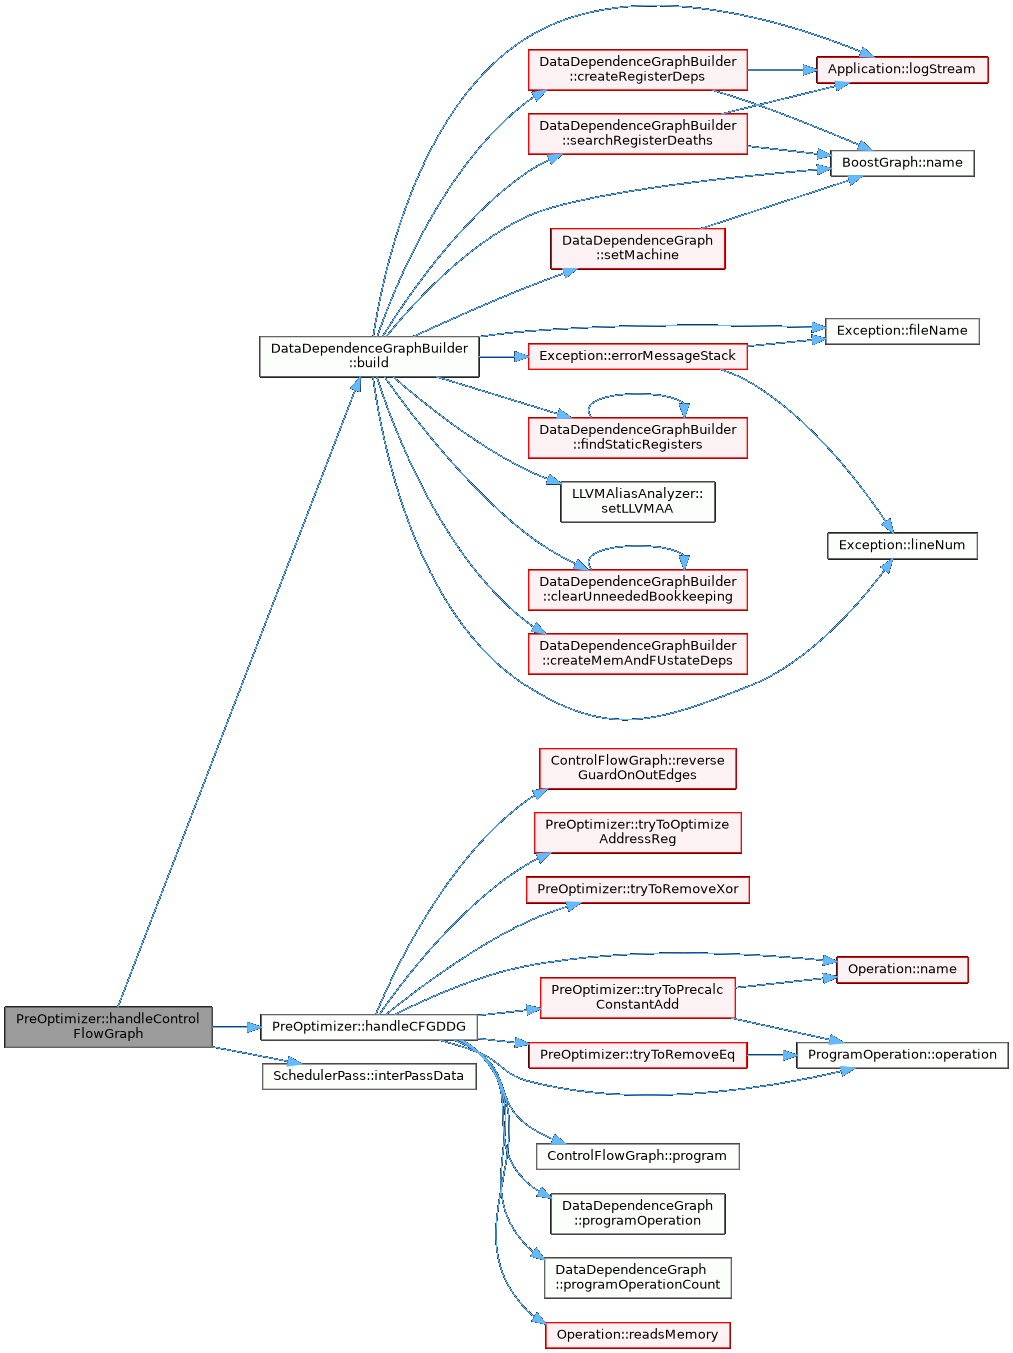 DataDependenceGraphBuilder
::createRegisterDeps
Application::logStream
DataDependenceGraphBuilder
::searchRegisterDeaths
BoostGraph::name
DataDependenceGraph
::setMachine
Exception::fileName
DataDependenceGraphBuilder
::build
Exception::errorMessageStack
DataDependenceGraphBuilder
::findStaticRegisters
LLVMAliasAnalyzer::
setLLVMAA
Exception::lineNum
DataDependenceGraphBuilder
::clearUnneededBookkeeping
DataDependenceGraphBuilder
::createMemAndFUstateDeps
ControlFlowGraph::reverse
GuardOnOutEdges
PreOptimizer::tryToOptimize
AddressReg
PreOptimizer::tryToRemoveXor
Operation::name
PreOptimizer::tryToPrecalc
ConstantAdd
PreOptimizer::handleControl
FlowGraph
PreOptimizer::handleCFGDDG
PreOptimizer::tryToRemoveEq
ProgramOperation::operation
SchedulerPass::interPassData
ControlFlowGraph::program
DataDependenceGraph
::programOperation
DataDependenceGraph
::programOperationCount
Operation::readsMemory